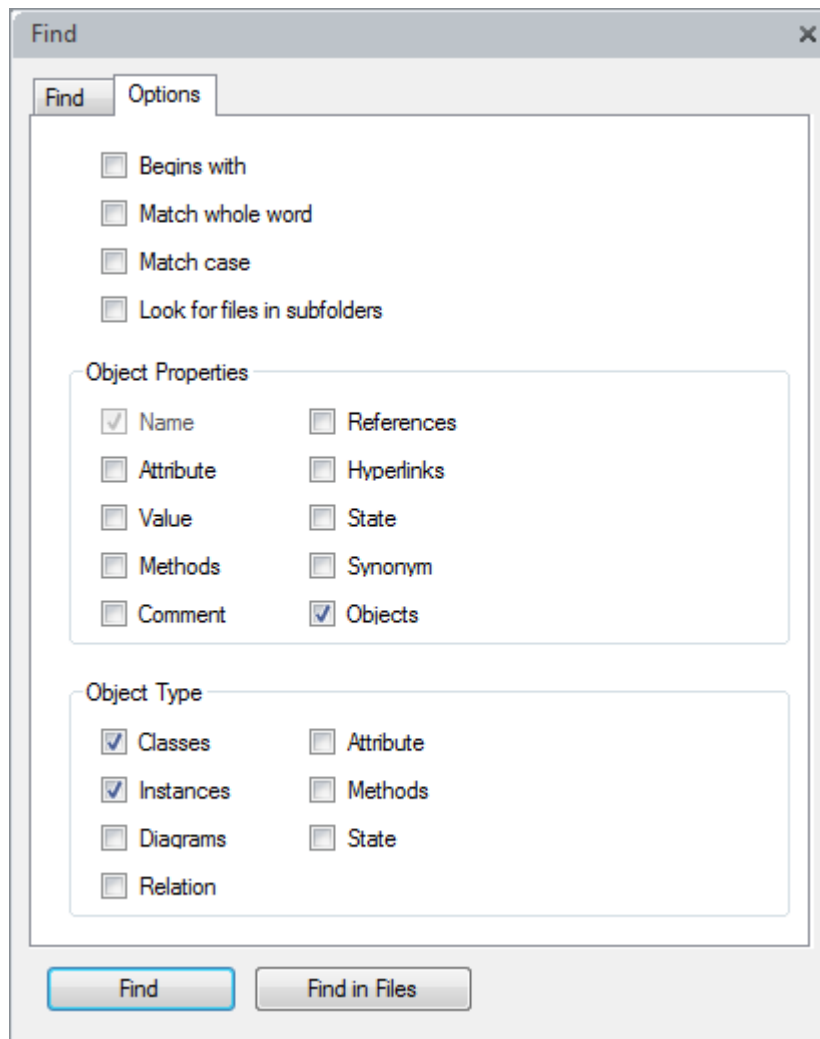 Find
Find Options
Begins with
Match whole word
Match case
Look for files in subfolders
Object Properties
Name References
Attribute Hyperlinks
Value State
Methods Synonym
Comment Objects
Object Type
Classes Attribute
Instances Methods
Diagrams State
Relation
Find Find in Files